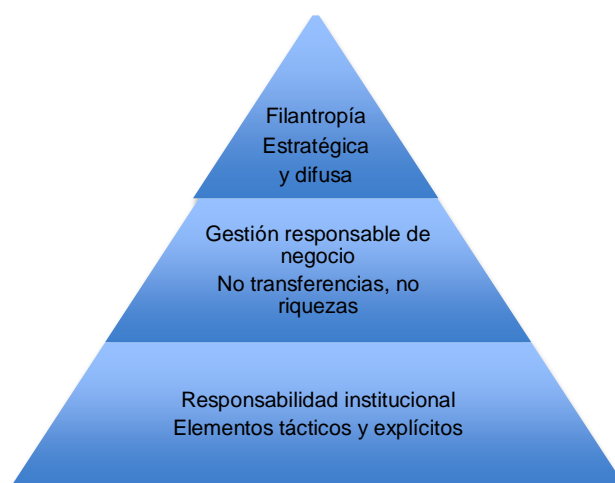 Filantropía
Estratégica
y difusa
Gestión responsable de
negocio
No transferencias, no
riquezas
Responsabilidad institucional
Elementos tácticos y explícitos